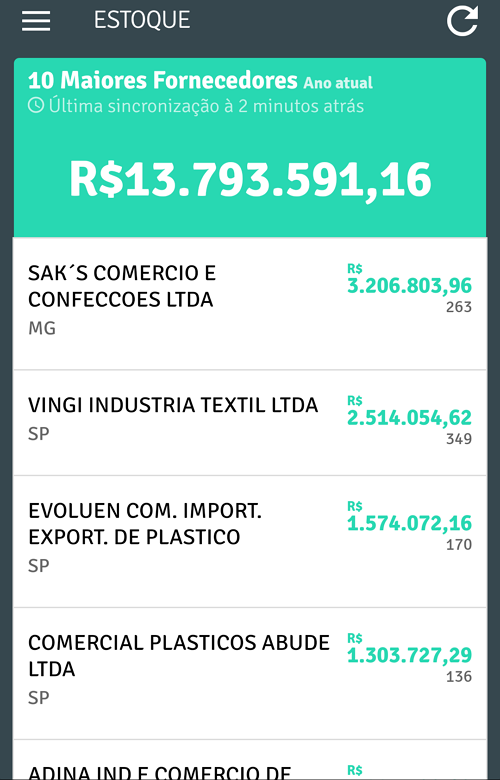 ESTOQUE
10 Maiores Fornecedores Ano atual
Última sincronização à 2 minutos atrás
R$13.793.591,16
SAK´S COMERCIO E
CONFECCOES LTDA
MG
R$
3.206.803,96
263
VINGI INDUSTRIA TEXTIL LTDA
SP
R$
2.514.054,62
349
EVOLUEN COM. IMPORT.
EXPORT. DE PLASTICO
SP
R$
1.574.072,16
170
COMERCIAL PLASTICOS ABUDE
LTDA
SP
R$
1.303.727,29
136
ADINA IND E COMERCIO DE
R$